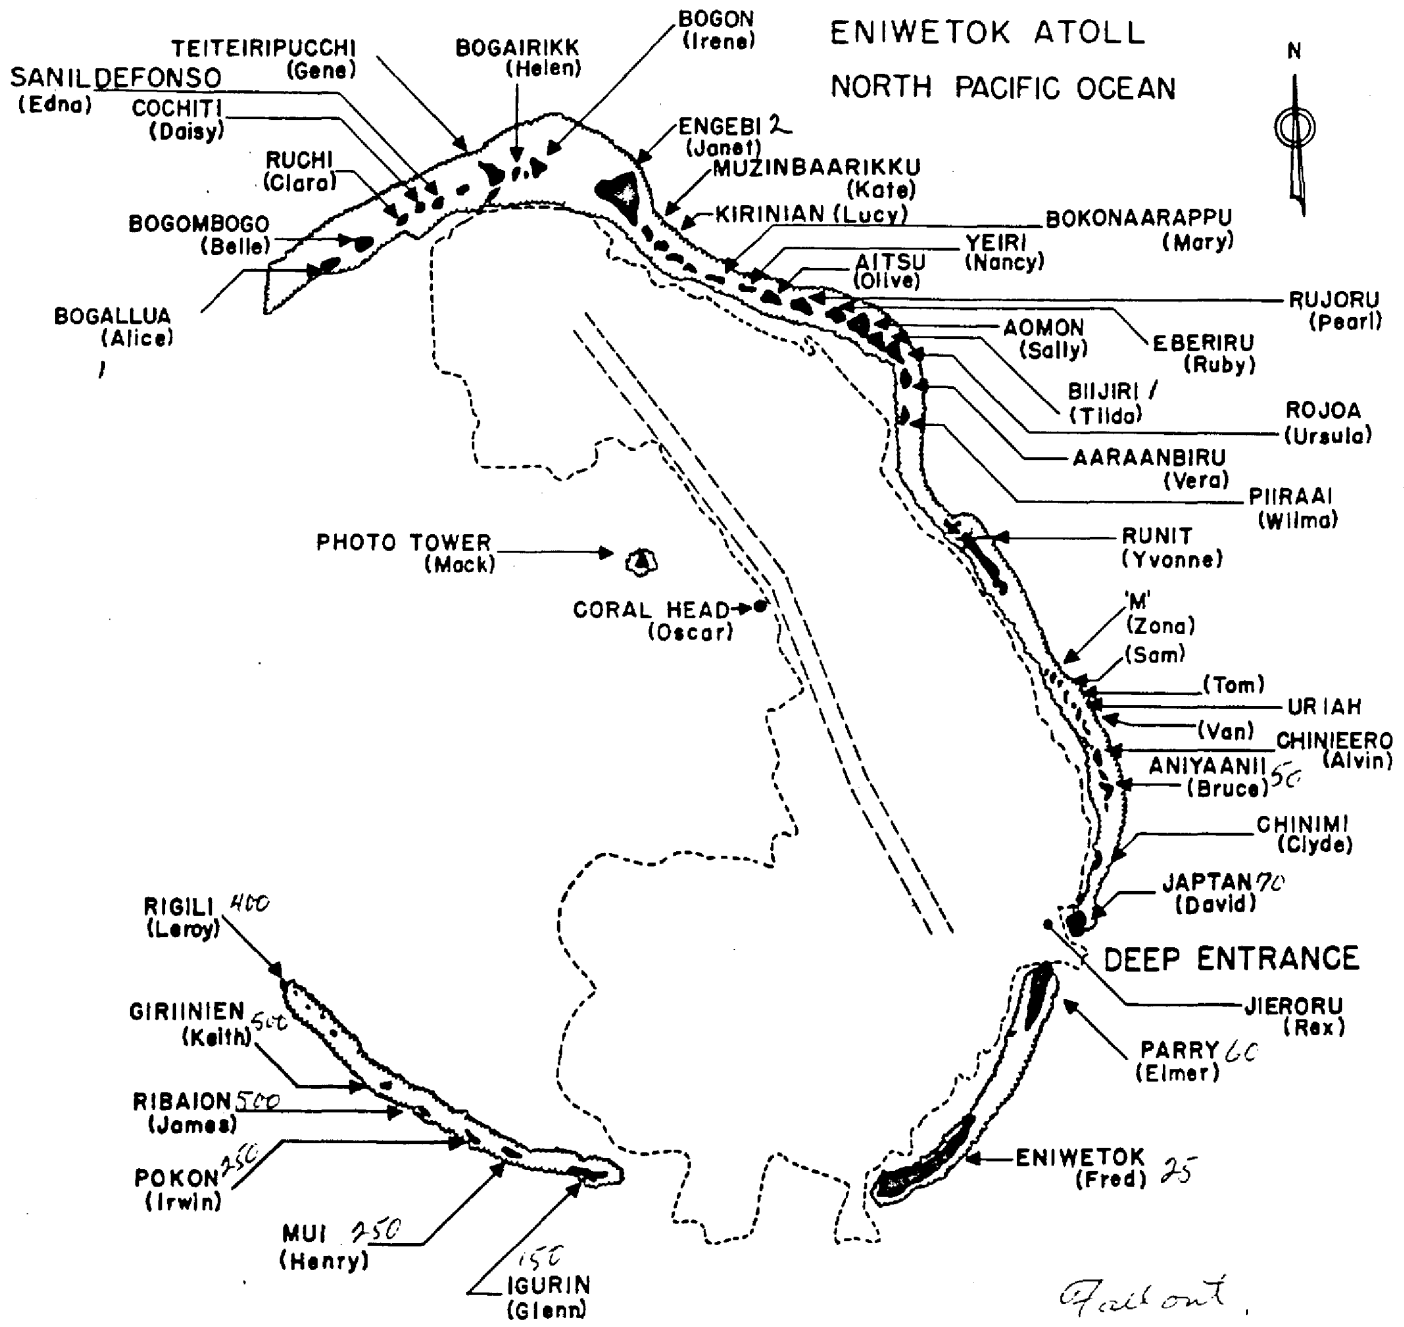 ENIWETOK ATOLL
NORTH PACIFIC OCEAN
N
BOGON
(Irene)
BOGAIRIKK
(Helen)
TEITEIRIPUCCHI
(Gene)
SANILDEFONSO
(Edna)
COCHITI
(Daisy)
RUCHI
(Clara)
BOGOMBOGO
(Belle)
BOGALLUA
(Alice)
ENGEBI 2
(Janet)
MUZINBAARIKKU
(Kate)
KIRINIAN (Lucy)
BOKONAARAPPU
(Mary)
YEIRI
(Nancy)
AITSU
(Olive)
RUJORU
(Pearl)
EBERIRU
(Ruby)
AOMON
(Sally)
BIIJIRI /
(Tilda)
ROJOA
(Ursula)
AARAANBIRU
(Vera)
PIIRAAI
(Wilma)
RUNIT
(Yvonne)
PHOTO TOWER
(Mack)
CORAL HEAD
(Oscar)
'M'
(Zona)
(Sam)
(Tom)
URIAH
(Van)
CHINIEERO
(Alvin)
ANIYAANII 50
(Bruce)
CHINIMI
(Clyde)
JAPTAN 70
(David)
DEEP ENTRANCE
JIERORU
(Rex)
PARRY 60
(Elmer)
ENIWETOK
(Fred) 25
RIGILI 400
(Leroy)
GIRIINIEN
(Keith) 500
RIBAION 500
(James)
POKON 250
(Irwin)
MUI 250
(Henry)
150
IGURIN
(Glenn)
Fallout